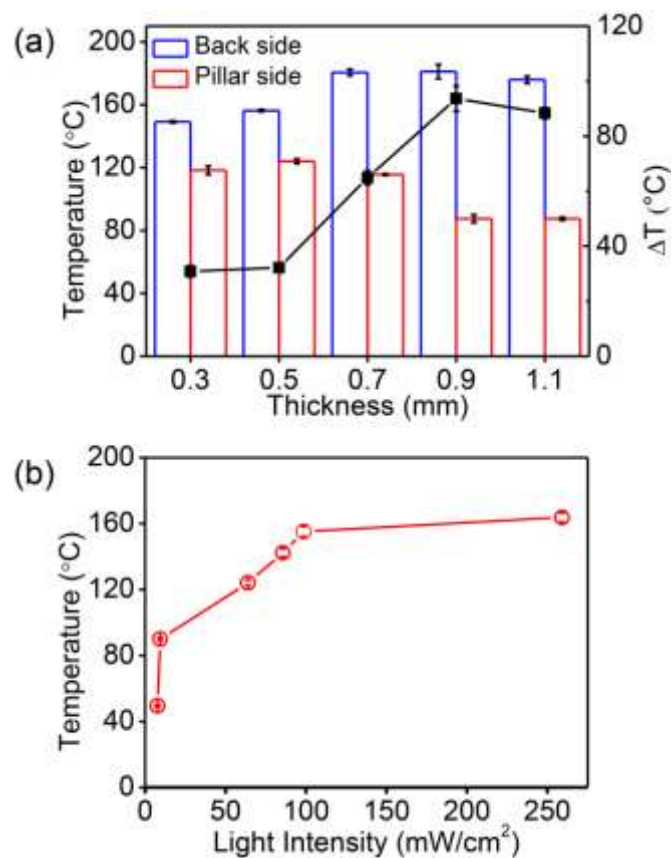 (a)
Back side
Pillar side
Temperature (°C)
200
160
120
80
40
0
120
80
40
0
ΔT (°C)
0.3 0.5 0.7 0.9 1.1
Thickness (mm)
(b)
Temperature (°C)
200
160
120
80
40
0
0 50 100 150 200 250
Light Intensity (mW/cm²)